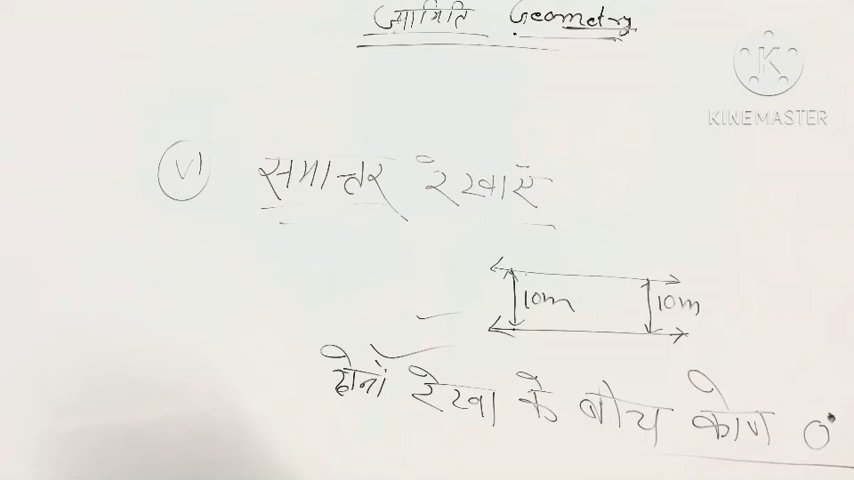 ज्यामिति Geometry
K
KINEMASTER
VI समान्तर रेखाएँ
10m 10m
दोनों रेखा के बीच कोण 0°